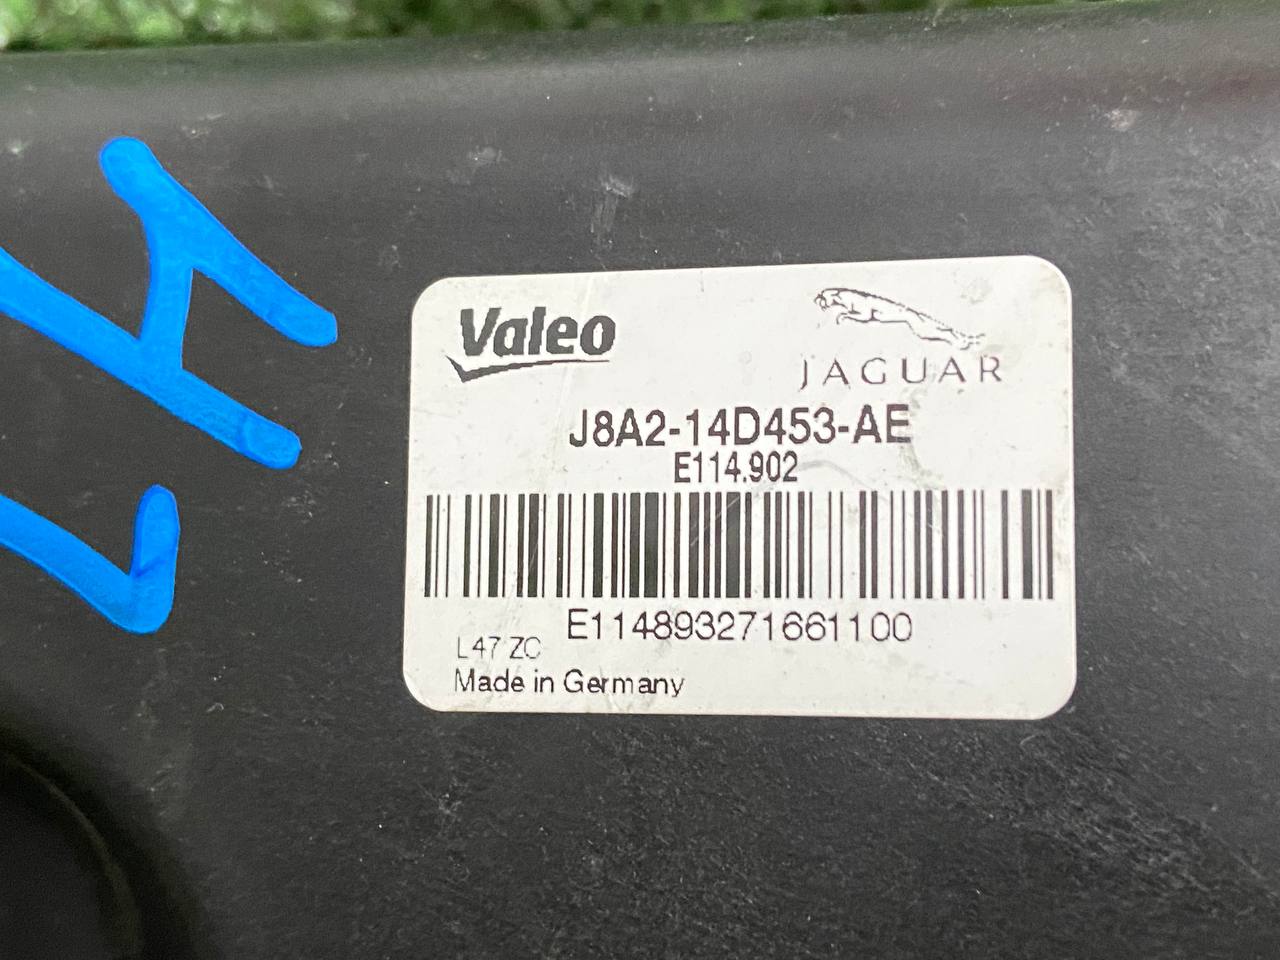 LH
Valeo
JAGUAR
J8A2-14D453-AE
E114.902
E114893271661100
L47 ZC
Made in Germany